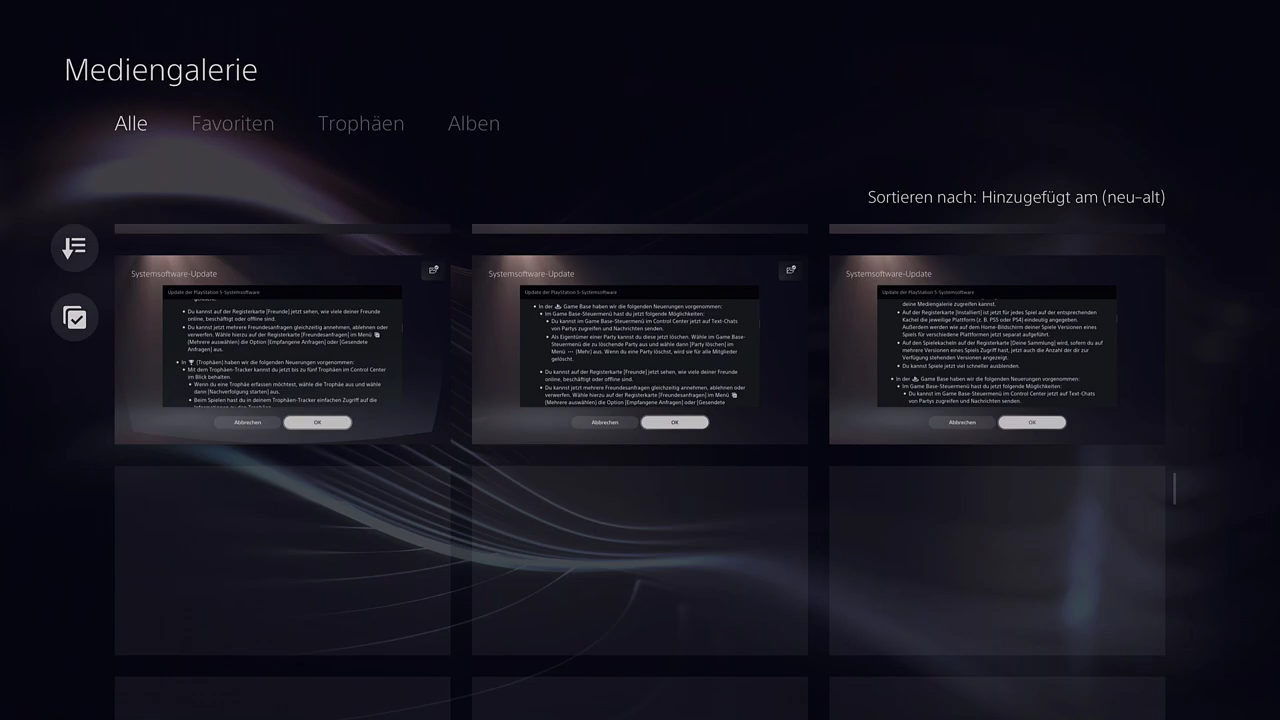 Mediengalerie
Alle
Favoriten
Trophäen
Alben
Sortieren nach: Hinzugefügt am (neu–alt)
Systemsoftware-Update
Update der PlayStation 5-Systemsoftware
• Du kannst auf der Registerkarte [Freunde] jetzt sehen, wie viele deiner Freunde
online, beschäftigt oder offline sind.
• Du kannst jetzt mehrere Freundesanfragen gleichzeitig annehmen, ablehnen oder
verwerfen. Wähle hierzu auf der Registerkarte [Freundesanfragen] im Menü
[Mehrere auswählen] die Option [Empfangene Anfragen] oder [Gesendete
Anfragen] aus.
• In [Trophäen] haben wir die folgenden Neuerungen vorgenommen:
• Mit dem Trophäen-Tracker kannst du jetzt bis zu fünf Trophäen im Control Center
im Blick behalten.
• Wenn du eine Trophäe erfassen möchtest, wähle die Trophäe aus und wähle
dann [Nachverfolgung starten] aus.
• Beim Spielen hast du in deinem Trophäen-Tracker einfachen Zugriff auf die
Abbrechen
OK
Systemsoftware-Update
Update der PlayStation 5-Systemsoftware
• In der Game Base haben wir die folgenden Neuerungen vorgenommen:
• Im Game Base-Steuermenü hast du jetzt folgende Möglichkeiten:
• Du kannst im Game Base-Steuermenü im Control Center jetzt auf Text-Chats
von Partys zugreifen und Nachrichten senden.
• Als Eigentümer einer Party kannst du diese jetzt löschen. Wähle im Game Base-
Steuermenü die zu löschende Party aus und wähle dann [Party löschen] im
Menü ··· [Mehr] aus. Wenn du eine Party löschst, wird sie für alle Mitglieder
gelöscht.
• Du kannst auf der Registerkarte [Freunde] jetzt sehen, wie viele deiner Freunde
online, beschäftigt oder offline sind.
• Du kannst jetzt mehrere Freundesanfragen gleichzeitig annehmen, ablehnen oder
verwerfen. Wähle hierzu auf der Registerkarte [Freundesanfragen] im Menü
[Mehrere auswählen] die Option [Empfangene Anfragen] oder [Gesendete
Abbrechen
OK
Systemsoftware-Update
Update der PlayStation 5-Systemsoftware
deine Mediengalerie zugreifen kannst.
• Auf der Registerkarte [Installiert] ist jetzt für jedes Spiel auf der entsprechenden
Kachel die jeweilige Plattform (z. B. PS5 oder PS4) eindeutig angegeben.
Außerdem werden wie auf dem Home-Bildschirm deine Spiele Versionen eines
Spiels für verschiedene Plattformen jetzt separat aufgeführt.
• Auf den Spielekacheln auf der Registerkarte [Deine Sammlung] wird, sofern du auf
mehrere Versionen eines Spiels Zugriff hast, jetzt auch die Anzahl der dir zur
Verfügung stehenden Versionen angezeigt.
• Du kannst Spiele jetzt viel schneller ausblenden.
• In der Game Base haben wir die folgenden Neuerungen vorgenommen:
• Im Game Base-Steuermenü hast du jetzt folgende Möglichkeiten:
• Du kannst im Game Base-Steuermenü im Control Center jetzt auf Text-Chats
von Partys zugreifen und Nachrichten senden.
Abbrechen
OK